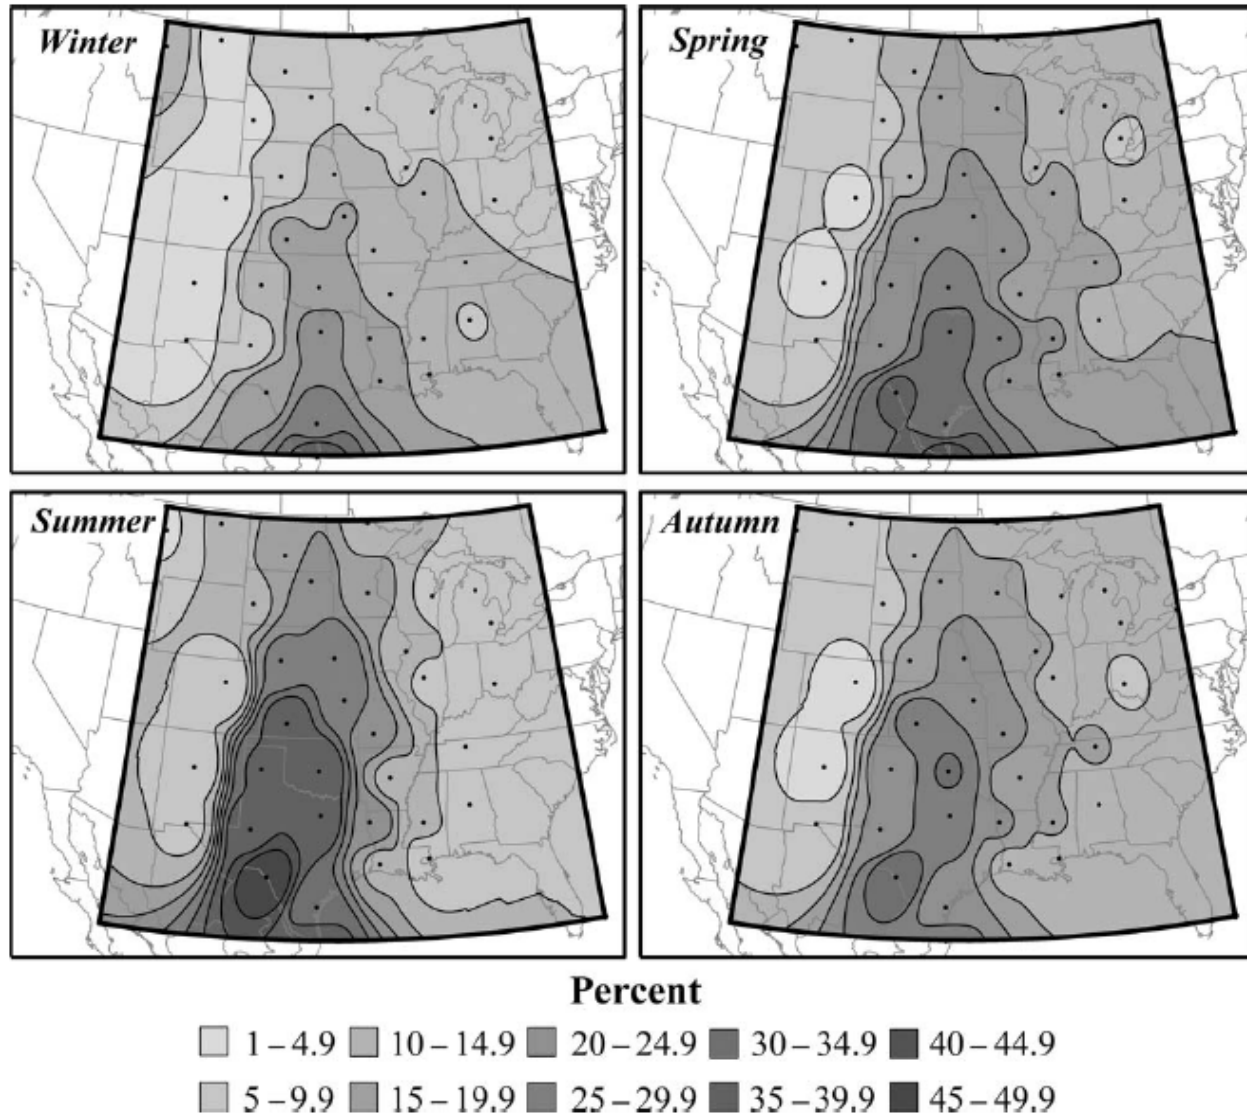 Winter
Spring
Summer
Autumn
Percent
1 – 4.9 10 – 14.9 20 – 24.9 30 – 34.9 40 – 44.9
5 – 9.9 15 – 19.9 25 – 29.9 35 – 39.9 45 – 49.9